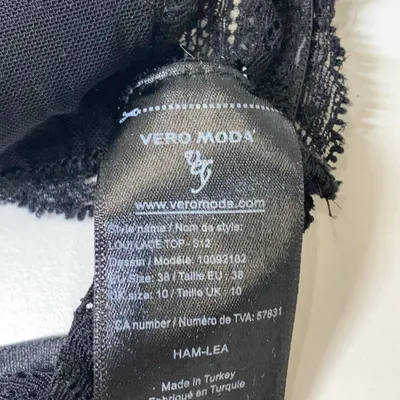 VERO MODA
www.veromoda.com
Style name / Nom de style:
LOU LACE TOP - S12
Dessin / Modèle: 10092182
EU Size: 38 / Taille EU - 38
UK size: 10 / Taille UK - 10
CA number / Numéro de TVA: 57831
HAM-LEA
Made in Turkey
Fabriqué en Turquie